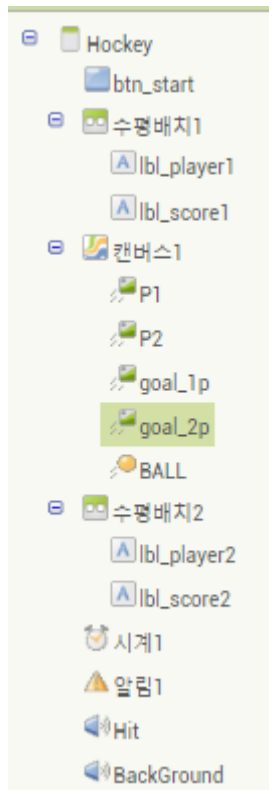 Hockey
btn_start
수평배치1
A lbl_player1
A lbl_score1
캔버스1
P1
P2
goal_1p
goal_2p
BALL
수평배치2
A lbl_player2
A lbl_score2
시계1
알림1
Hit
BackGround